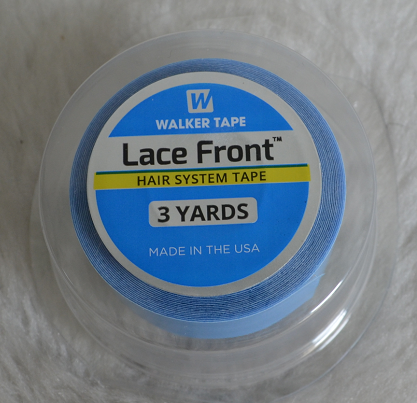 W
WALKER TAPE
Lace Front™
HAIR SYSTEM TAPE
3 YARDS
MADE IN THE USA